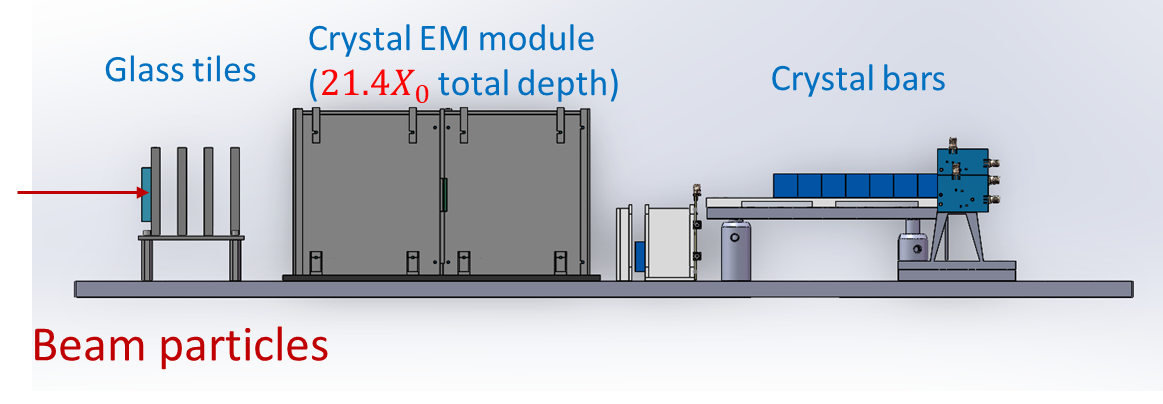 Glass tiles
Crystal EM module
(21.4X₀ total depth)
Crystal bars
Beam particles